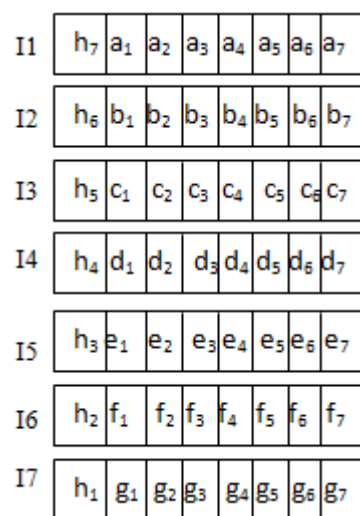 I1 h₇ a₁ a₂ a₃ a₄ a₅ a₆ a₇
I2 h₆ b₁ b₂ b₃ b₄ b₅ b₆ b₇
I3 h₅ c₁ c₂ c₃ c₄ c₅ c₆ c₇
I4 h₄ d₁ d₂ d₃ d₄ d₅ d₆ d₇
I5 h₃ e₁ e₂ e₃ e₄ e₅ e₆ e₇
I6 h₂ f₁ f₂ f₃ f₄ f₅ f₆ f₇
I7 h₁ g₁ g₂ g₃ g₄ g₅ g₆ g₇